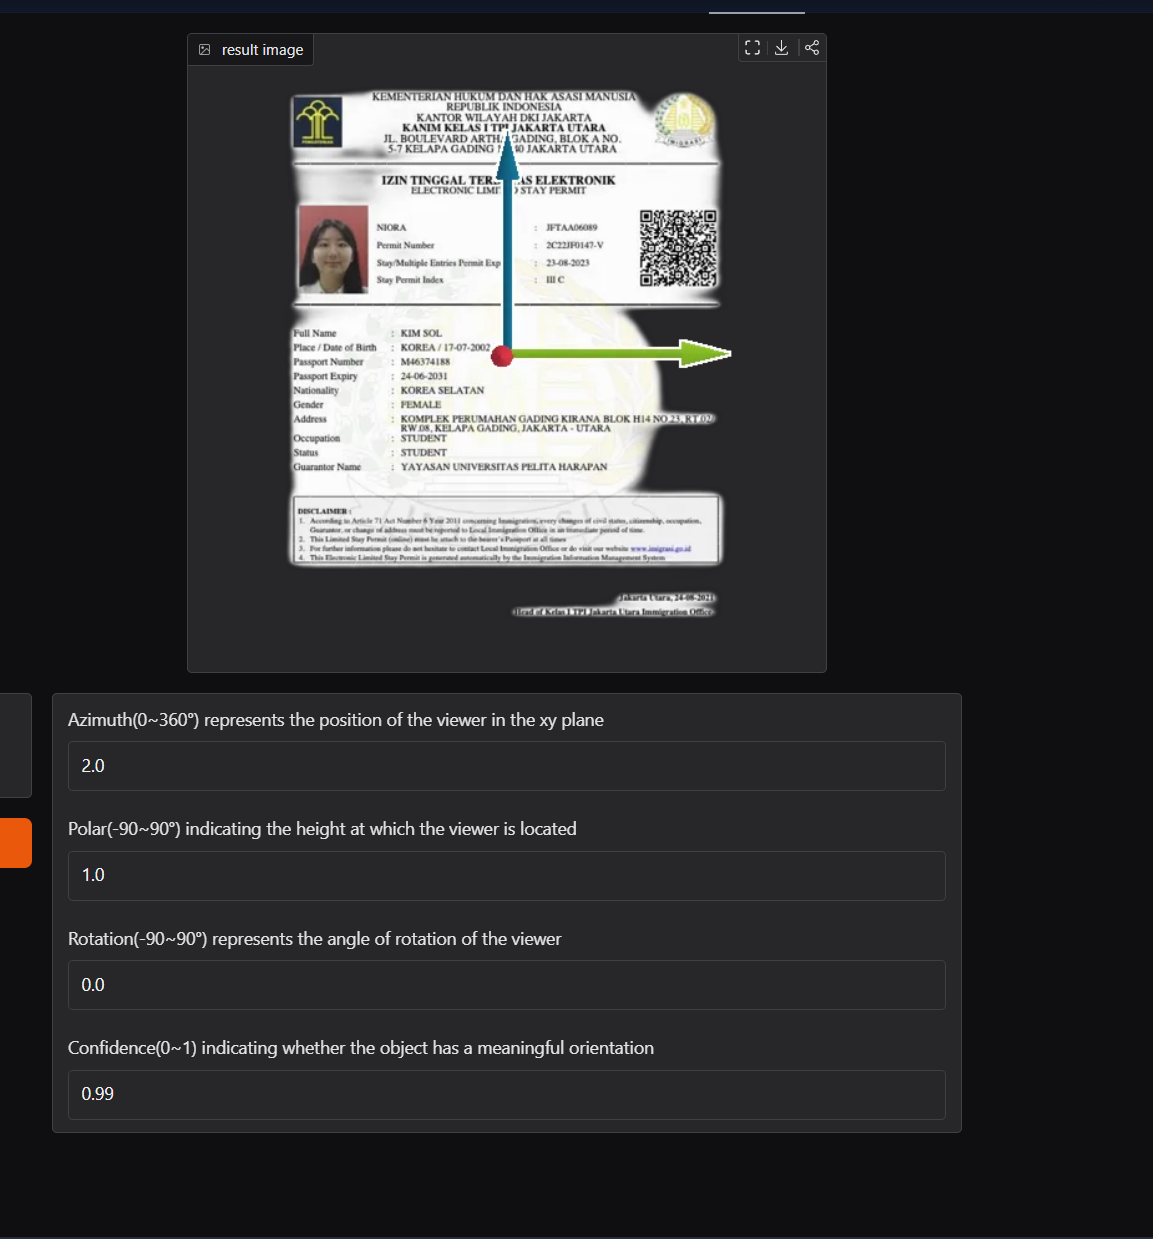 result image
KEMENTERIAN HUKUM DAN HAK ASASI MANUSIA
REPUBLIK INDONESIA
KANTOR WILAYAH DKI JAKARTA
KANIM KELAS I TPI JAKARTA UTARA
JL. BOULEVARD ARTHA GADING, BLOK A NO.
5-7 KELAPA GADING 40 JAKARTA UTARA
IZIN TINGGAL TER AS ELEKTRONIK
ELECTRONIC LIMI D STAY PERMIT
NIORA : JFTAA06089
Permit Number : 2C22JF0147-V
Stay/Multiple Entries Permit Exp : 23-08-2023
Stay Permit Index : III C
Full Name : KIM SOL
Place / Date of Birth : KOREA / 17-07-2002
Passport Number : M46374188
Passport Expiry : 24-06-2031
Nationality : KOREA SELATAN
Gender : FEMALE
Address : KOMPLEK PERUMAHAN GADING KIRANA BLOK H14 NO.23, RT.02/
RW.08, KELAPA GADING, JAKARTA - UTARA
Occupation : STUDENT
Status : STUDENT
Guarantor Name : YAYASAN UNIVERSITAS PELITA HARAPAN
DISCLAIMER :
1. According to Article 71 Act Number 6 Year 2011 concerning Immigration, every changes of civil status, citizenship, occupation,
Guarantor, or change of address must be reported to Local Immigration Office in an immediate period of time.
2. This Limited Stay Permit (online) must be attach to the bearer's Passport at all times
3. For further information please do not hesitate to contact Local Immigration Office or do visit our website www.imigrasi.go.id
4. This Electronic Limited Stay Permit is generated automatically by the Immigration Information Management System
Jakarta Utara, 24-08-2021
Head of Kelas I TPI Jakarta Utara Immigration Office
Azimuth(0~360°) represents the position of the viewer in the xy plane
2.0
Polar(-90~90°) indicating the height at which the viewer is located
1.0
Rotation(-90~90°) represents the angle of rotation of the viewer
0.0
Confidence(0~1) indicating whether the object has a meaningful orientation
0.99